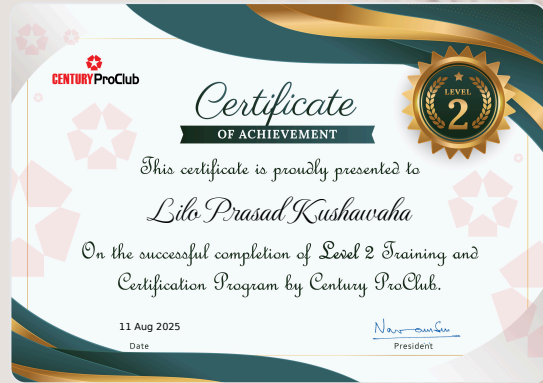 CENTURY ProClub
Certificate
OF ACHIEVEMENT
LEVEL
2
This certificate is proudly presented to
Lilo Prasad Kushawaha
On the successful completion of Level 2 Training and
Certification Program by Century ProClub.
11 Aug 2025
Date
President